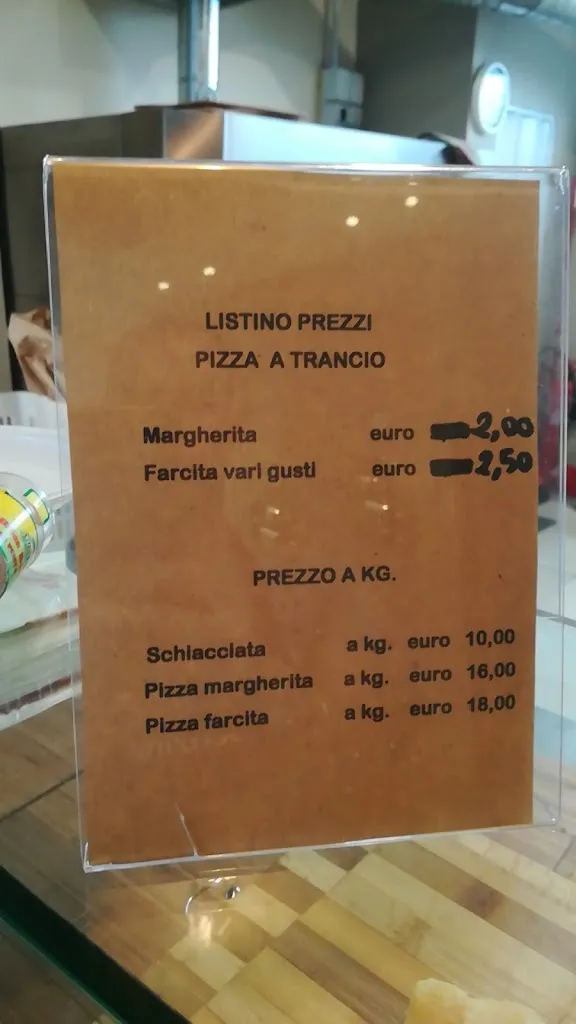 LISTINO PREZZI
PIZZA A TRANCIO
Margherita euro 2,00
Farcita vari gusti euro 2,50
PREZZO A KG.
Schiacciata a kg. euro 10,00
Pizza margherita a kg. euro 16,00
Pizza farcita a kg. euro 18,00